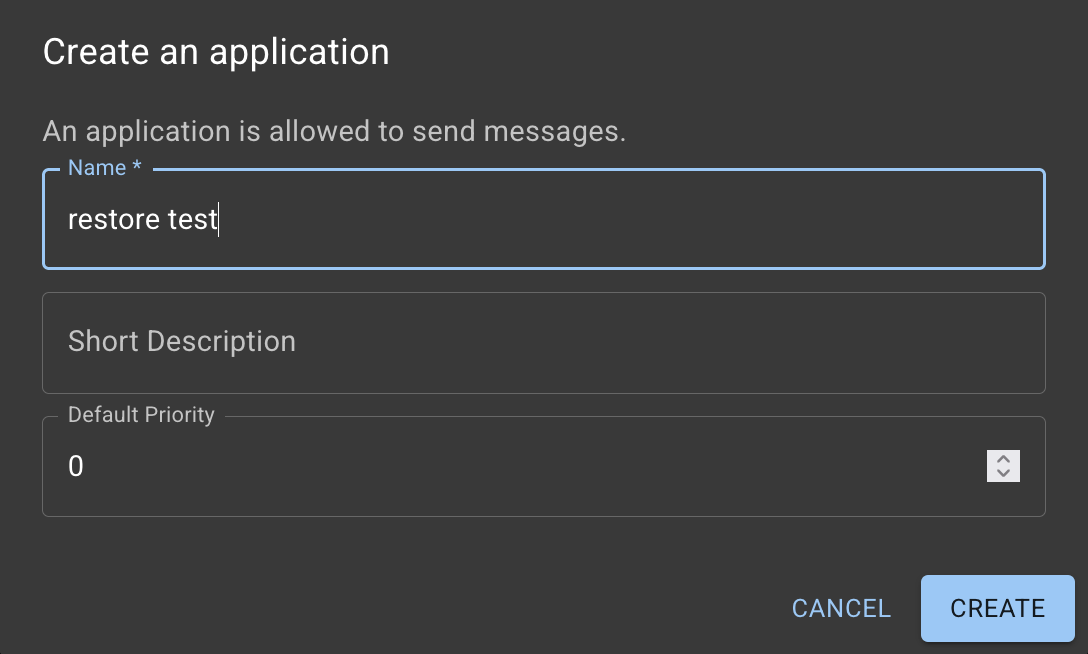 Create an application
An application is allowed to send messages.
Name *
restore test
Short Description
Default Priority
0
CANCEL
CREATE